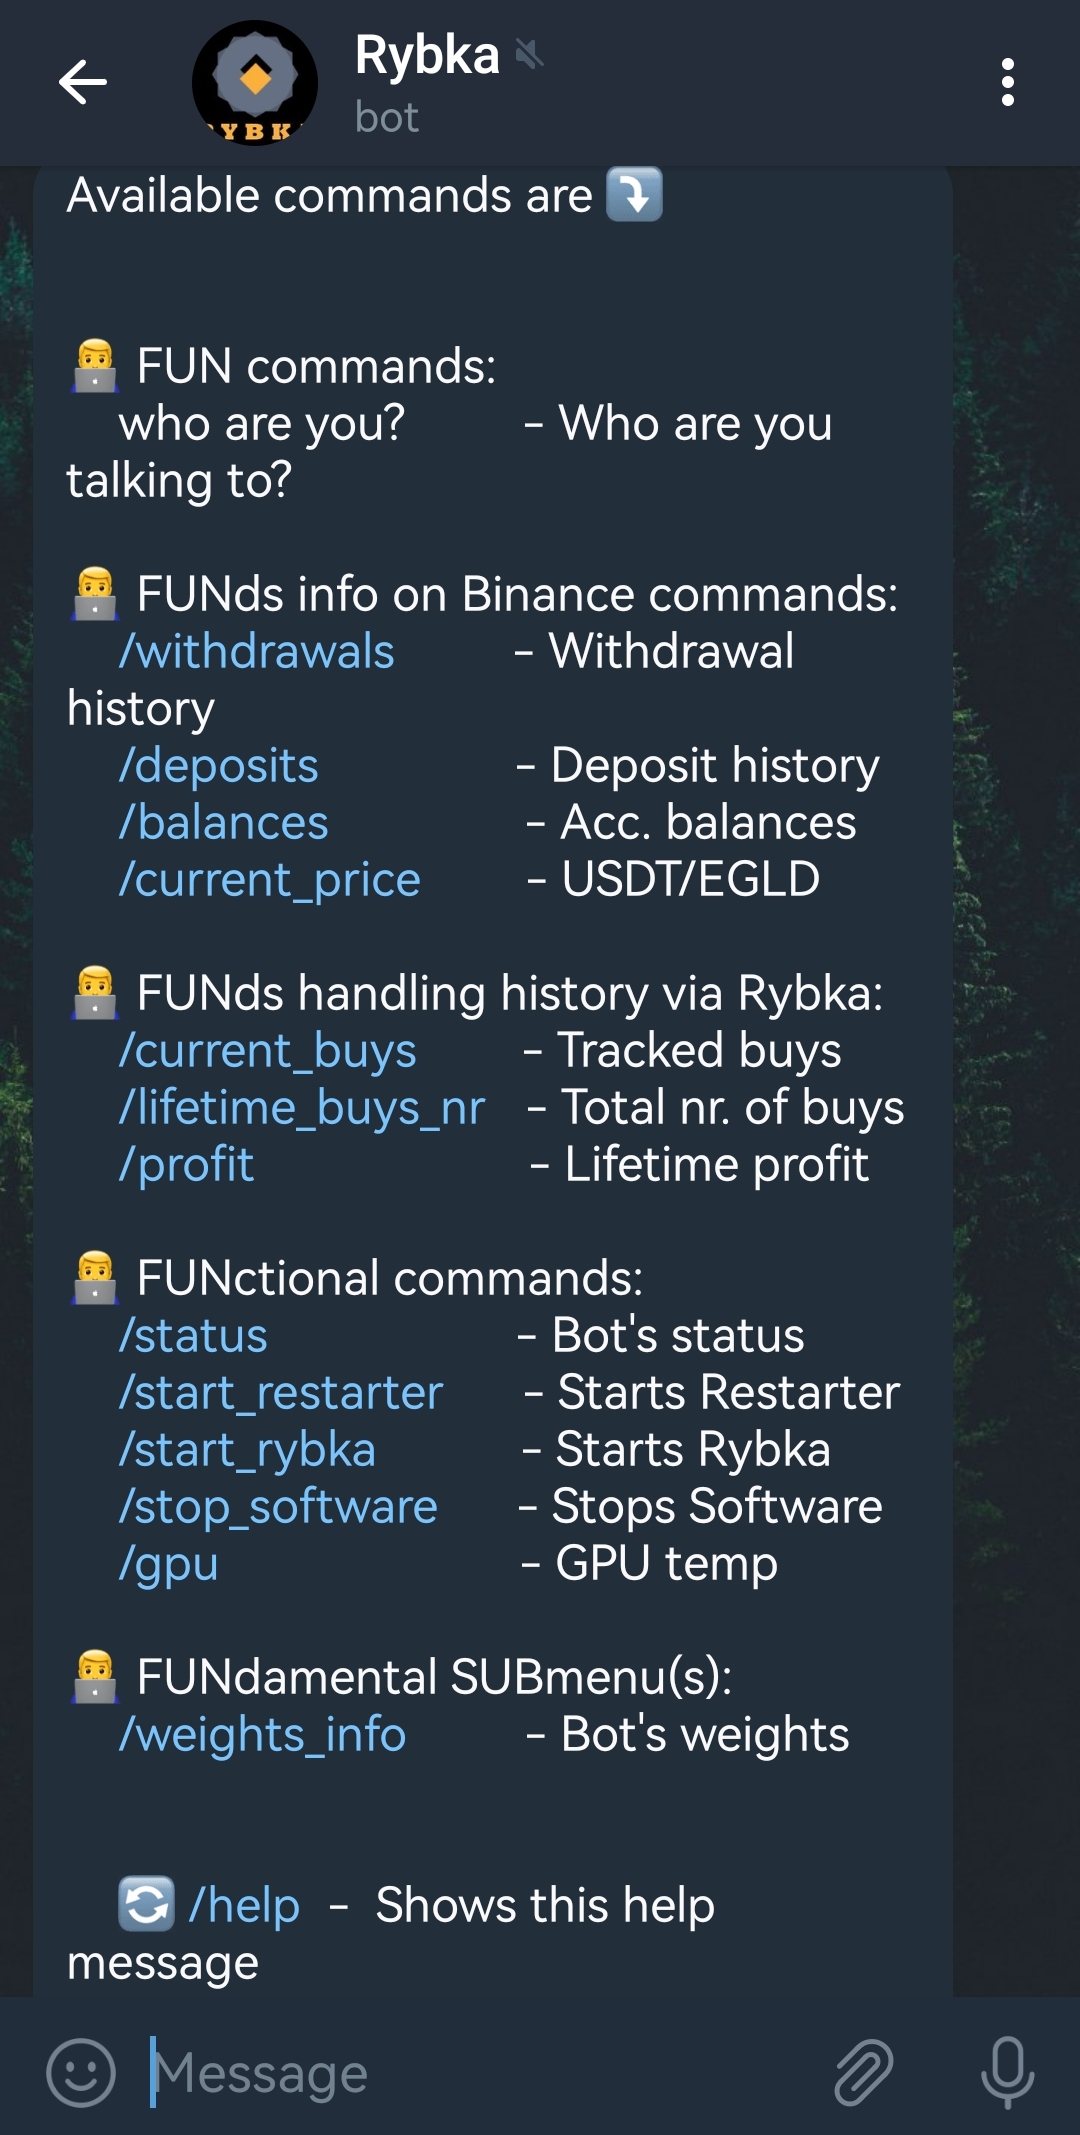 Rybka
bot
YBK
Available commands are
FUN commands:
who are you? - Who are you
talking to?
FUNds info on Binance commands:
/withdrawals - Withdrawal
history
/deposits - Deposit history
/balances - Acc. balances
/current_price - USDT/EGLD
FUNds handling history via Rybka:
/current_buys - Tracked buys
/lifetime_buys_nr - Total nr. of buys
/profit - Lifetime profit
FUNctional commands:
/status - Bot's status
/start_restarter - Starts Restarter
/start_rybka - Starts Rybka
/stop_software - Stops Software
/gpu - GPU temp
FUNdamental SUBmenu(s):
/weights_info - Bot's weights
/help - Shows this help
message
Message